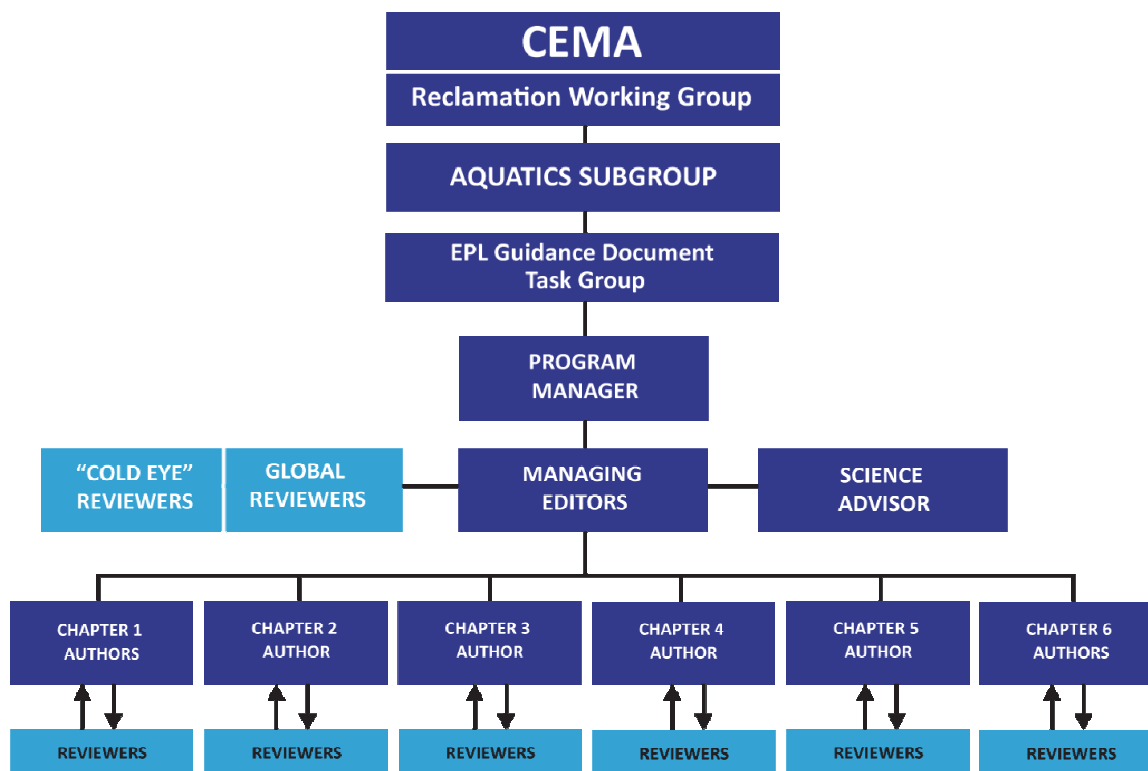 CEMA
Reclamation Working Group
AQUATICS SUBGROUP
EPL Guidance Document
Task Group
PROGRAM
MANAGER
“COLD EYE”
REVIEWERS
GLOBAL
REVIEWERS
MANAGING
EDITORS
SCIENCE
ADVISOR
CHAPTER 1
AUTHORS
CHAPTER 2
AUTHOR
CHAPTER 3
AUTHOR
CHAPTER 4
AUTHOR
CHAPTER 5
AUTHOR
CHAPTER 6
AUTHORS
REVIEWERS
REVIEWERS
REVIEWERS
REVIEWERS
REVIEWERS
REVIEWERS